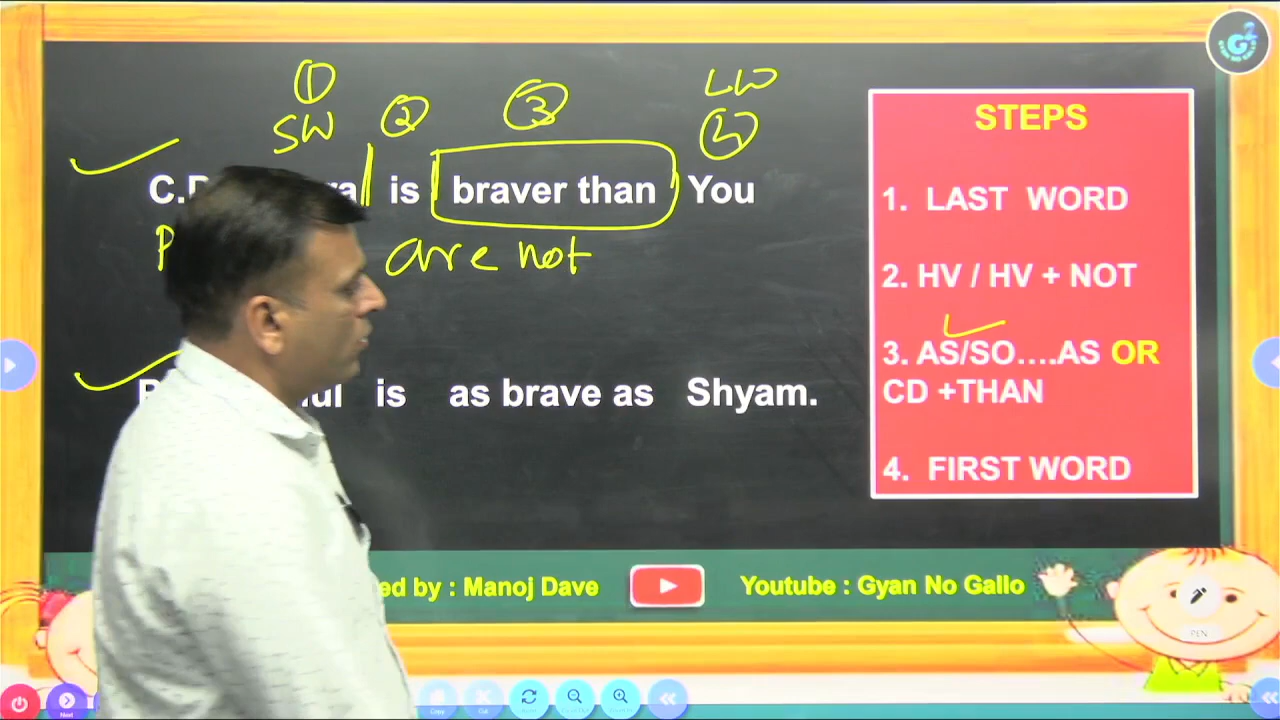 ① ② ③ LW
SW
C.D is braver than You
P are not
is as brave as Shyam.
STEPS
1. LAST WORD
2. HV / HV + NOT
3. AS/SO....AS OR
CD +THAN
4. FIRST WORD
ed by : Manoj Dave
Youtube : Gyan No Gallo
PEN
Next